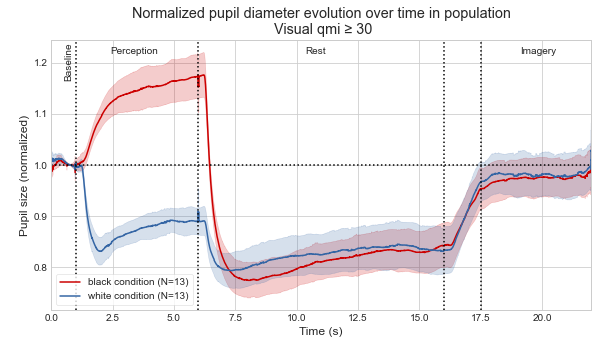 Normalized pupil diameter evolution over time in population
Visual qmi ≥ 30
Baseline
Perception
Rest
Imagery
Pupil size (normalized)
1.2
1.1
1.0
0.9
0.8
black condition (N=13)
white condition (N=13)
0.0
2.5
5.0
7.5
10.0
12.5
15.0
17.5
20.0
Time (s)